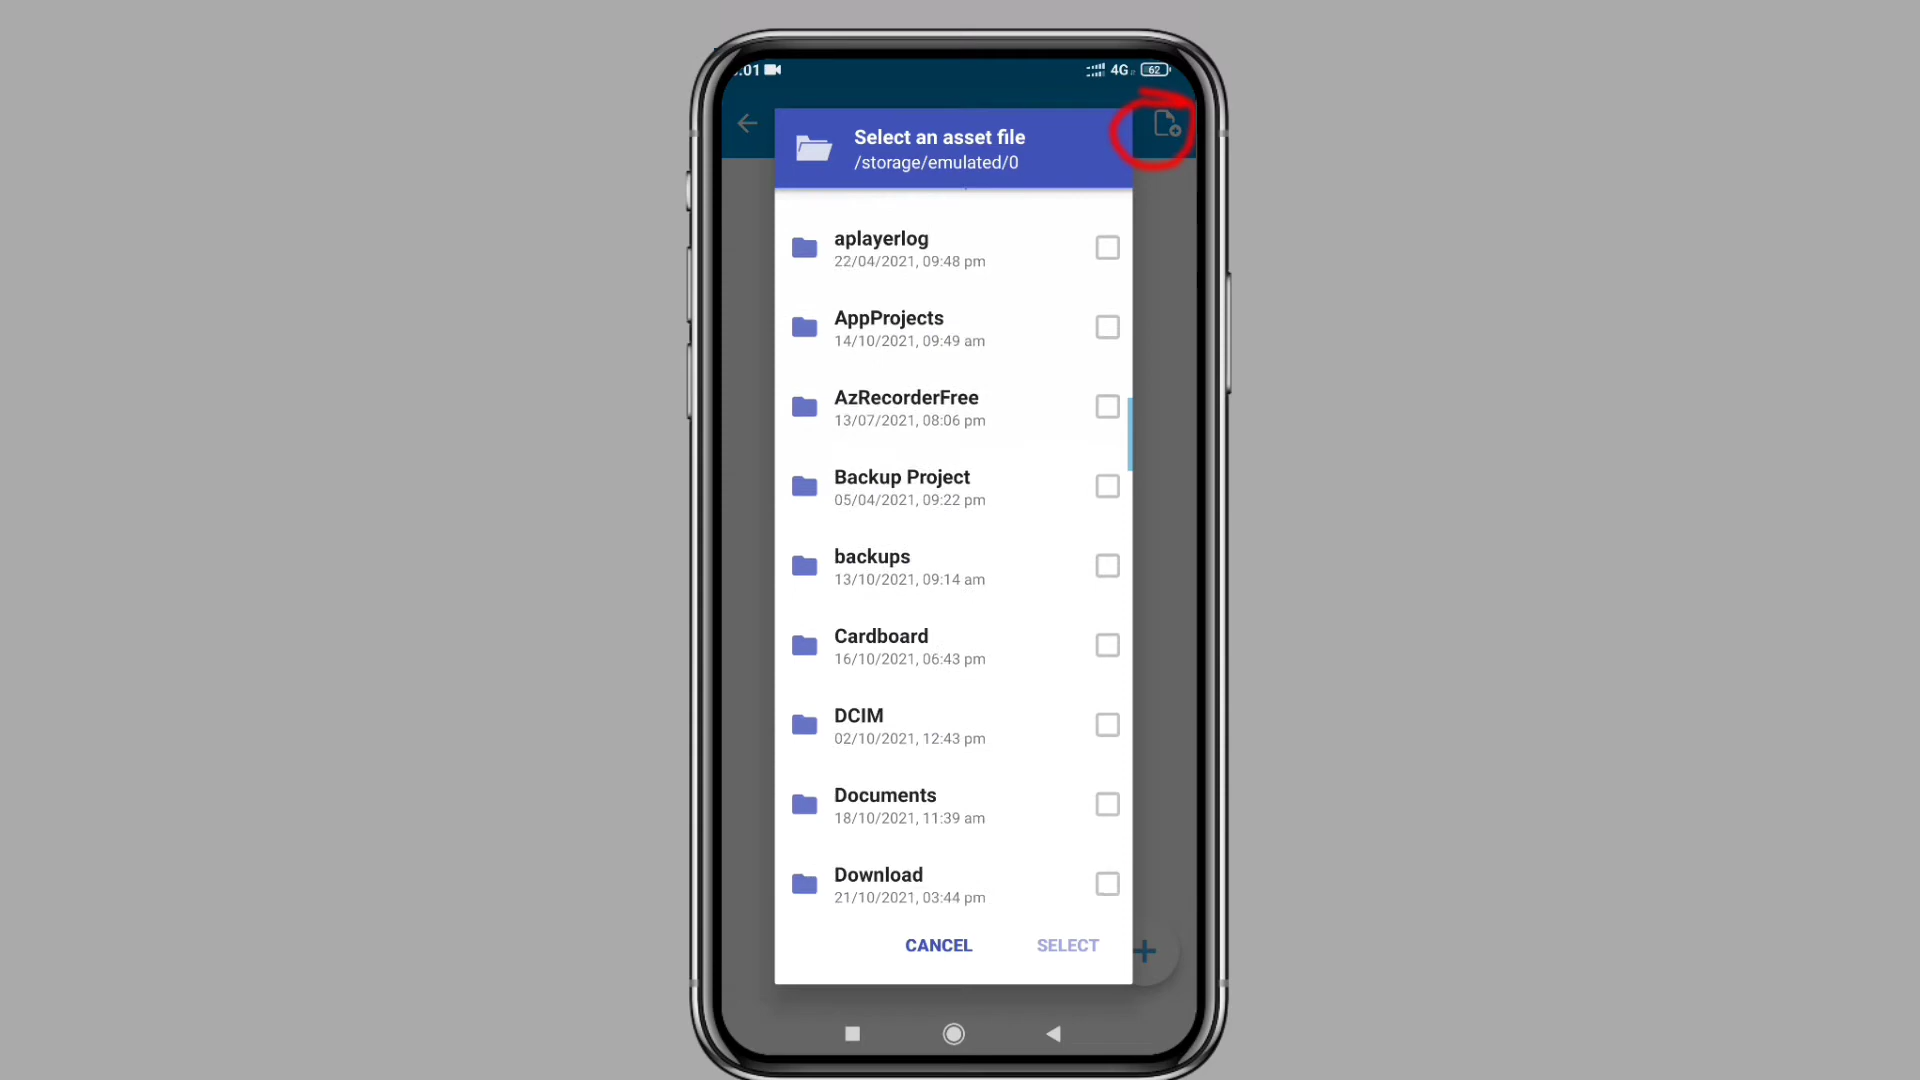 :01
4G
62
Select an asset file
/storage/emulated/0
aplayerlog
22/04/2021, 09:48 pm
AppProjects
14/10/2021, 09:49 am
AzRecorderFree
13/07/2021, 08:06 pm
Backup Project
05/04/2021, 09:22 pm
backups
13/10/2021, 09:14 am
Cardboard
16/10/2021, 06:43 pm
DCIM
02/10/2021, 12:43 pm
Documents
18/10/2021, 11:39 am
Download
21/10/2021, 03:44 pm
CANCEL SELECT